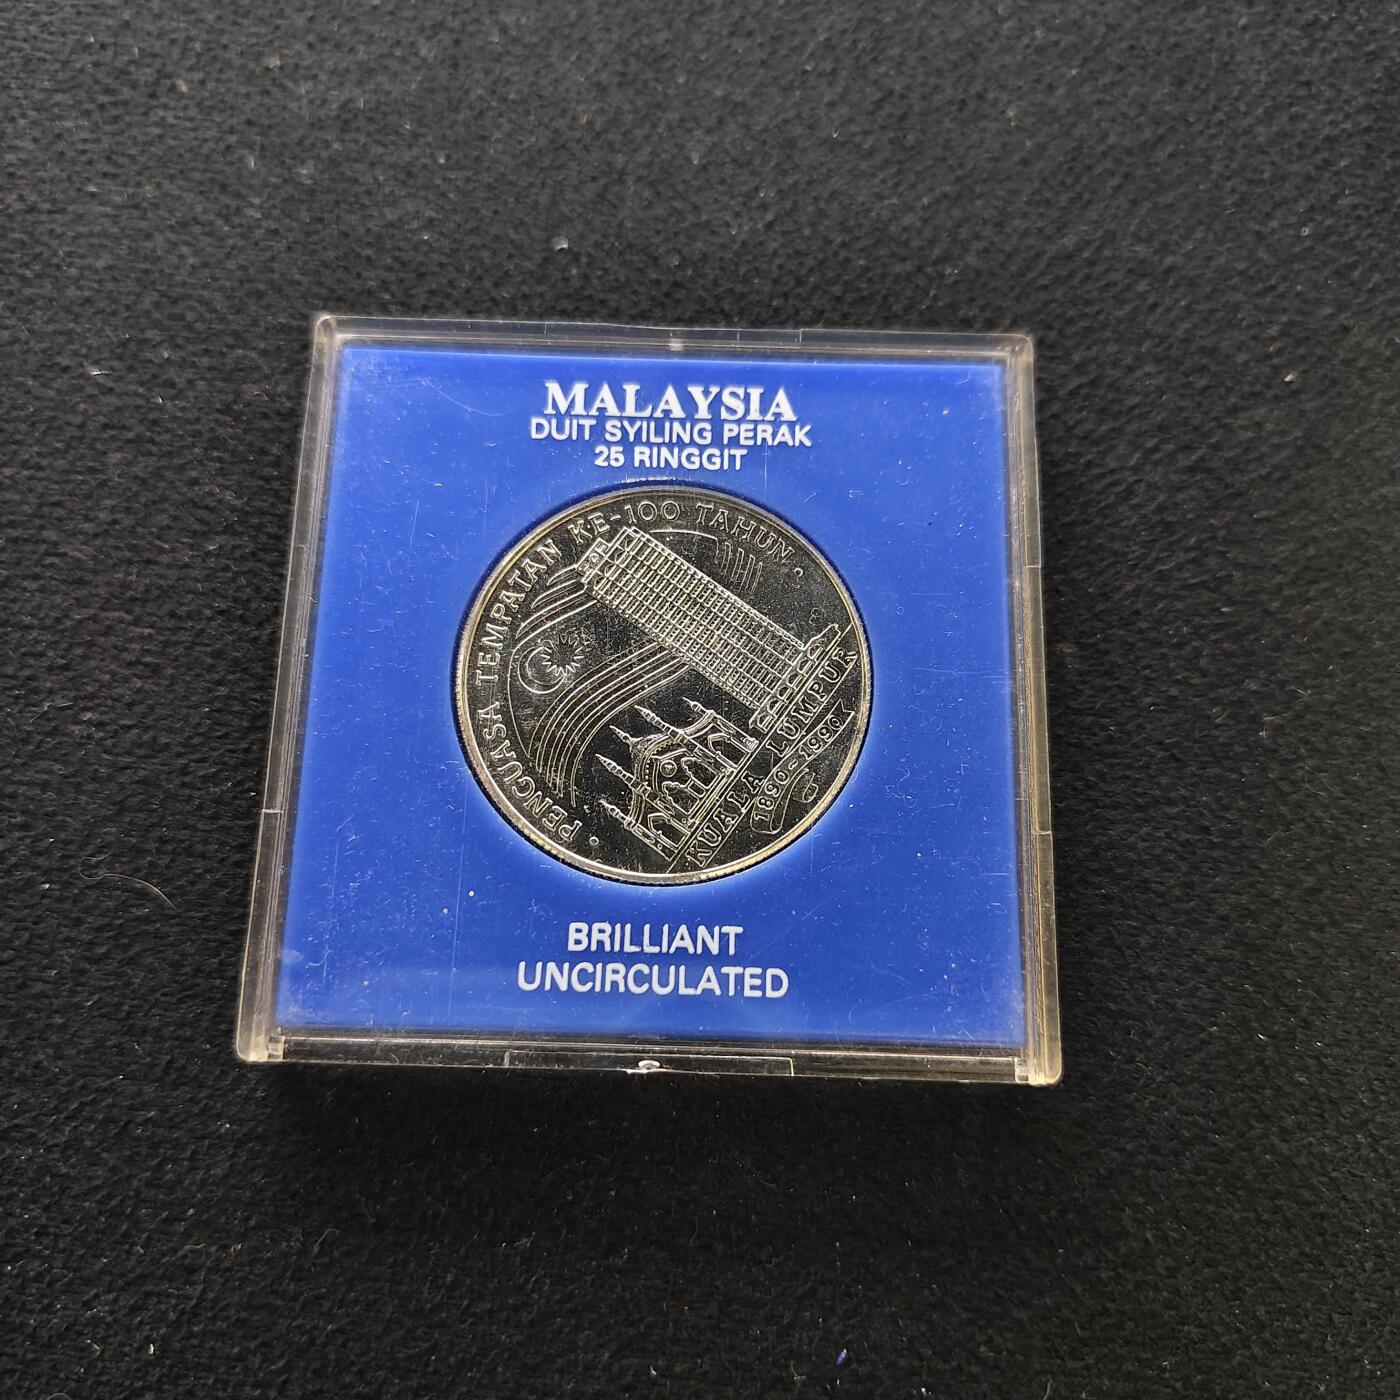 MALAYSIA
DUIT SYILING PERAK
25 RINGGIT
PENGUASA TEMPATAN KE-100 TAHUN
KUALA LUMPUR
1890-1990
BRILLIANT
UNCIRCULATED